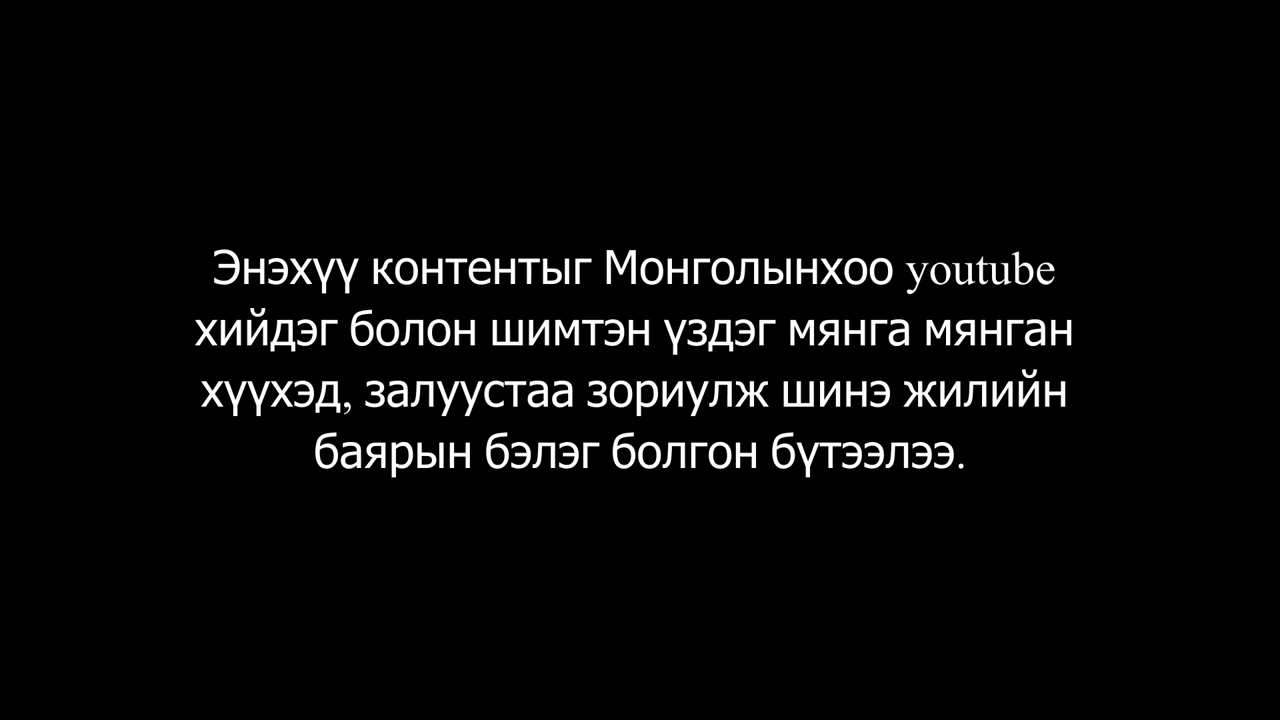 Энэхүү контентыг Монголынхоо youtube
хийдэг болон шимтэн үздэг мянга мянган
хүүхэд, залуустаа зориулж шинэ жилийн
баярын бэлэг болгон бүтээлээ.